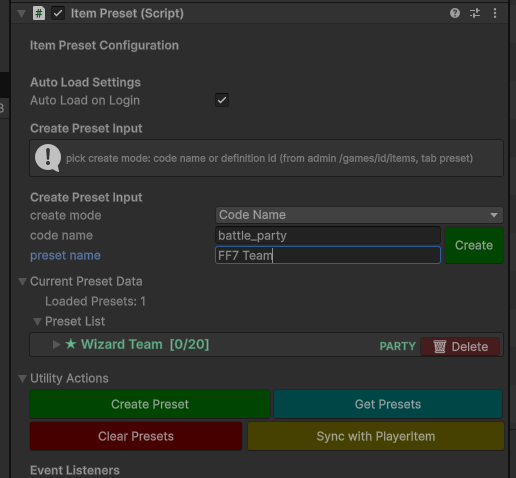 Item Preset (Script)
Item Preset Configuration
Auto Load Settings
Auto Load on Login
Create Preset Input
pick create mode: code name or definition id (from admin /games/id/items, tab preset)
Create Preset Input
create mode Code Name
code name battle_party
Create
preset name FF7 Team
Current Preset Data
Loaded Presets: 1
Preset List
★ Wizard Team [0/20] PARTY Delete
Utility Actions
Create Preset Get Presets
Clear Presets Sync with PlayerItem
Event Listeners